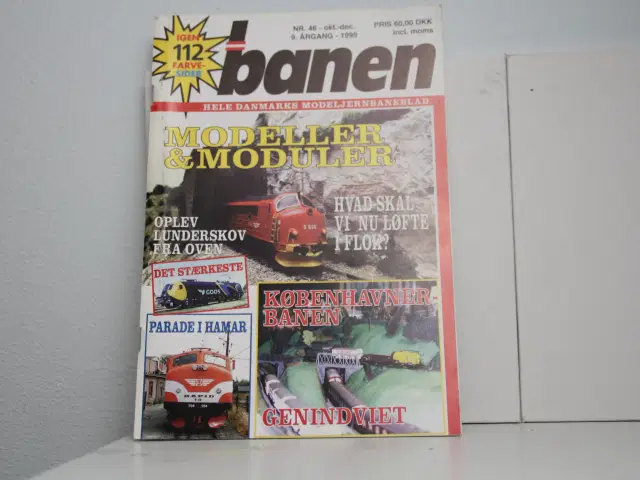 IGEN
112
FARVE-
SIDER
NR. 46 - okt.-dec.
9. ÅRGANG - 1999
PRIS 60,00 DKK
Incl. moms
banen
HELE DANMARKS MODELJERNBANEBLAD
MODELLER
& MODULER
OPLEV
LUNDERSKOV
FRA OVEN
HVAD SKAL
VI NU LØFTE
I FLOR?
DET STÆRKESTE
GODS
PARADE I HAMAR
RAPID
KØBENHAVNER-
BANEN
GENINDVIET